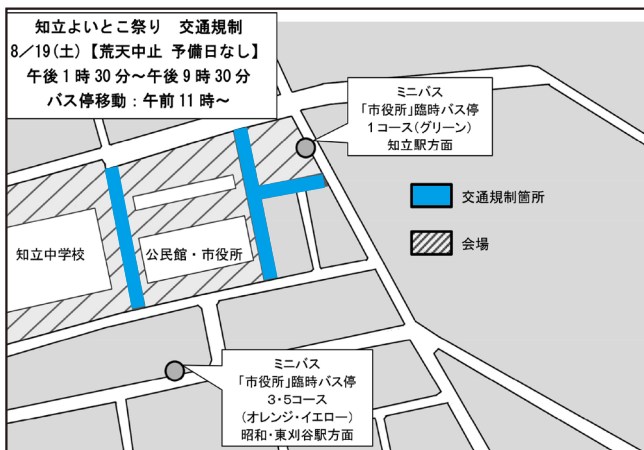 知立よいとこ祭り　交通規制
8／19(土)【荒天中止　予備日なし】
午後1時30分～午後9時30分
バス停移動：午前11時～
ミニバス
「市役所」臨時バス停
1コース(グリーン)
知立駅方面
交通規制箇所
会場
知立中学校
公民館・市役所
ミニバス
「市役所」臨時バス停
3・5コース
(オレンジ・イエロー)
昭和・東刈谷駅方面